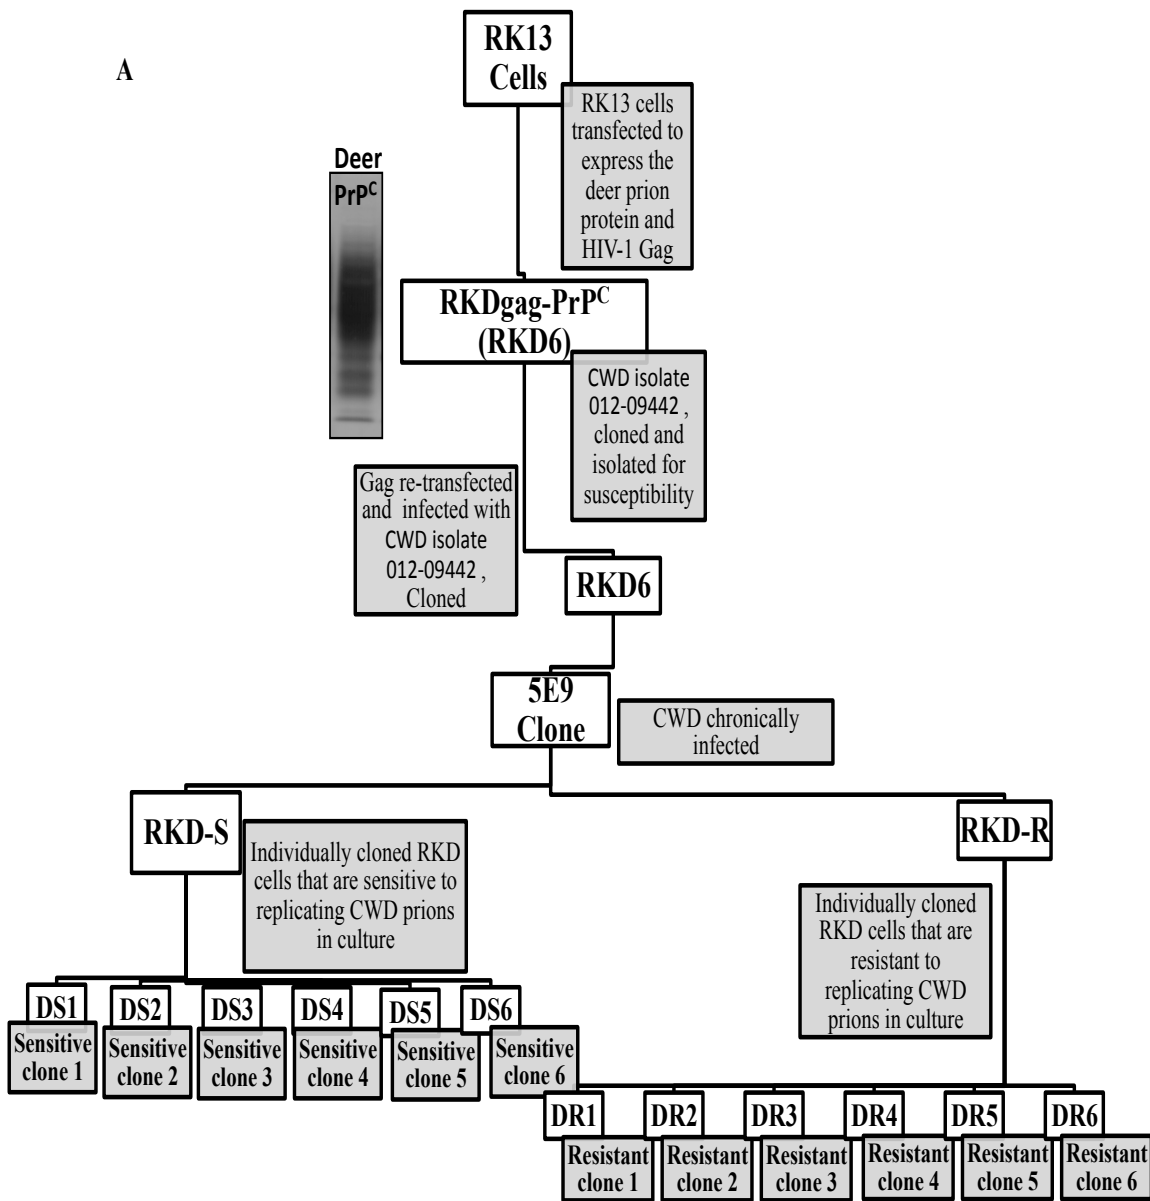 A
RK13
Cells
RK13 cells
transfected to
express the
deer prion
protein and
HIV-1 Gag
Deer
PrPC
RKDgag-PrPC
(RKD6)
CWD isolate
012-09442 ,
cloned and
isolated for
susceptibility
Gag re-transfected
and infected with
CWD isolate
012-09442 ,
Cloned
RKD6
5E9
Clone
CWD chronically
infected
RKD-S
Individually cloned RKD
cells that are sensitive to
replicating CWD prions
in culture
RKD-R
Individually cloned
RKD cells that are
resistant to
replicating CWD
prions in culture
DS1
Sensitive
clone 1
DS2
Sensitive
clone 2
DS3
Sensitive
clone 3
DS4
Sensitive
clone 4
DS5
Sensitive
clone 5
DS6
Sensitive
clone 6
DR1
Resistant
clone 1
DR2
Resistant
clone 2
DR3
Resistant
clone 3
DR4
Resistant
clone 4
DR5
Resistant
clone 5
DR6
Resistant
clone 6